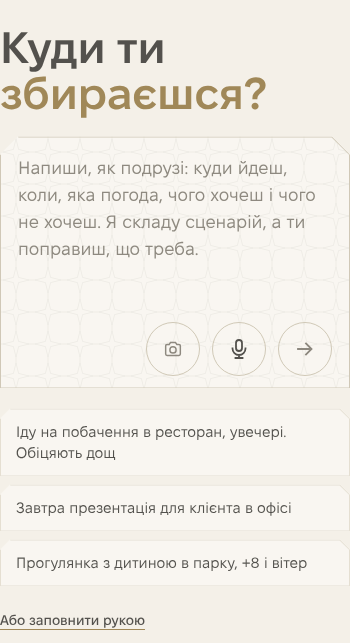 Куди ти
збираєшся?
Напиши, як подрузі: куди йдеш,
коли, яка погода, чого хочеш і чого
не хочеш. Я складу сценарій, а ти
поправиш, що треба.
Іду на побачення в ресторан, увечері.
Обіцяють дощ
Завтра презентація для клієнта в офісі
Прогулянка з дитиною в парку, +8 і вітер
Або заповнити рукою